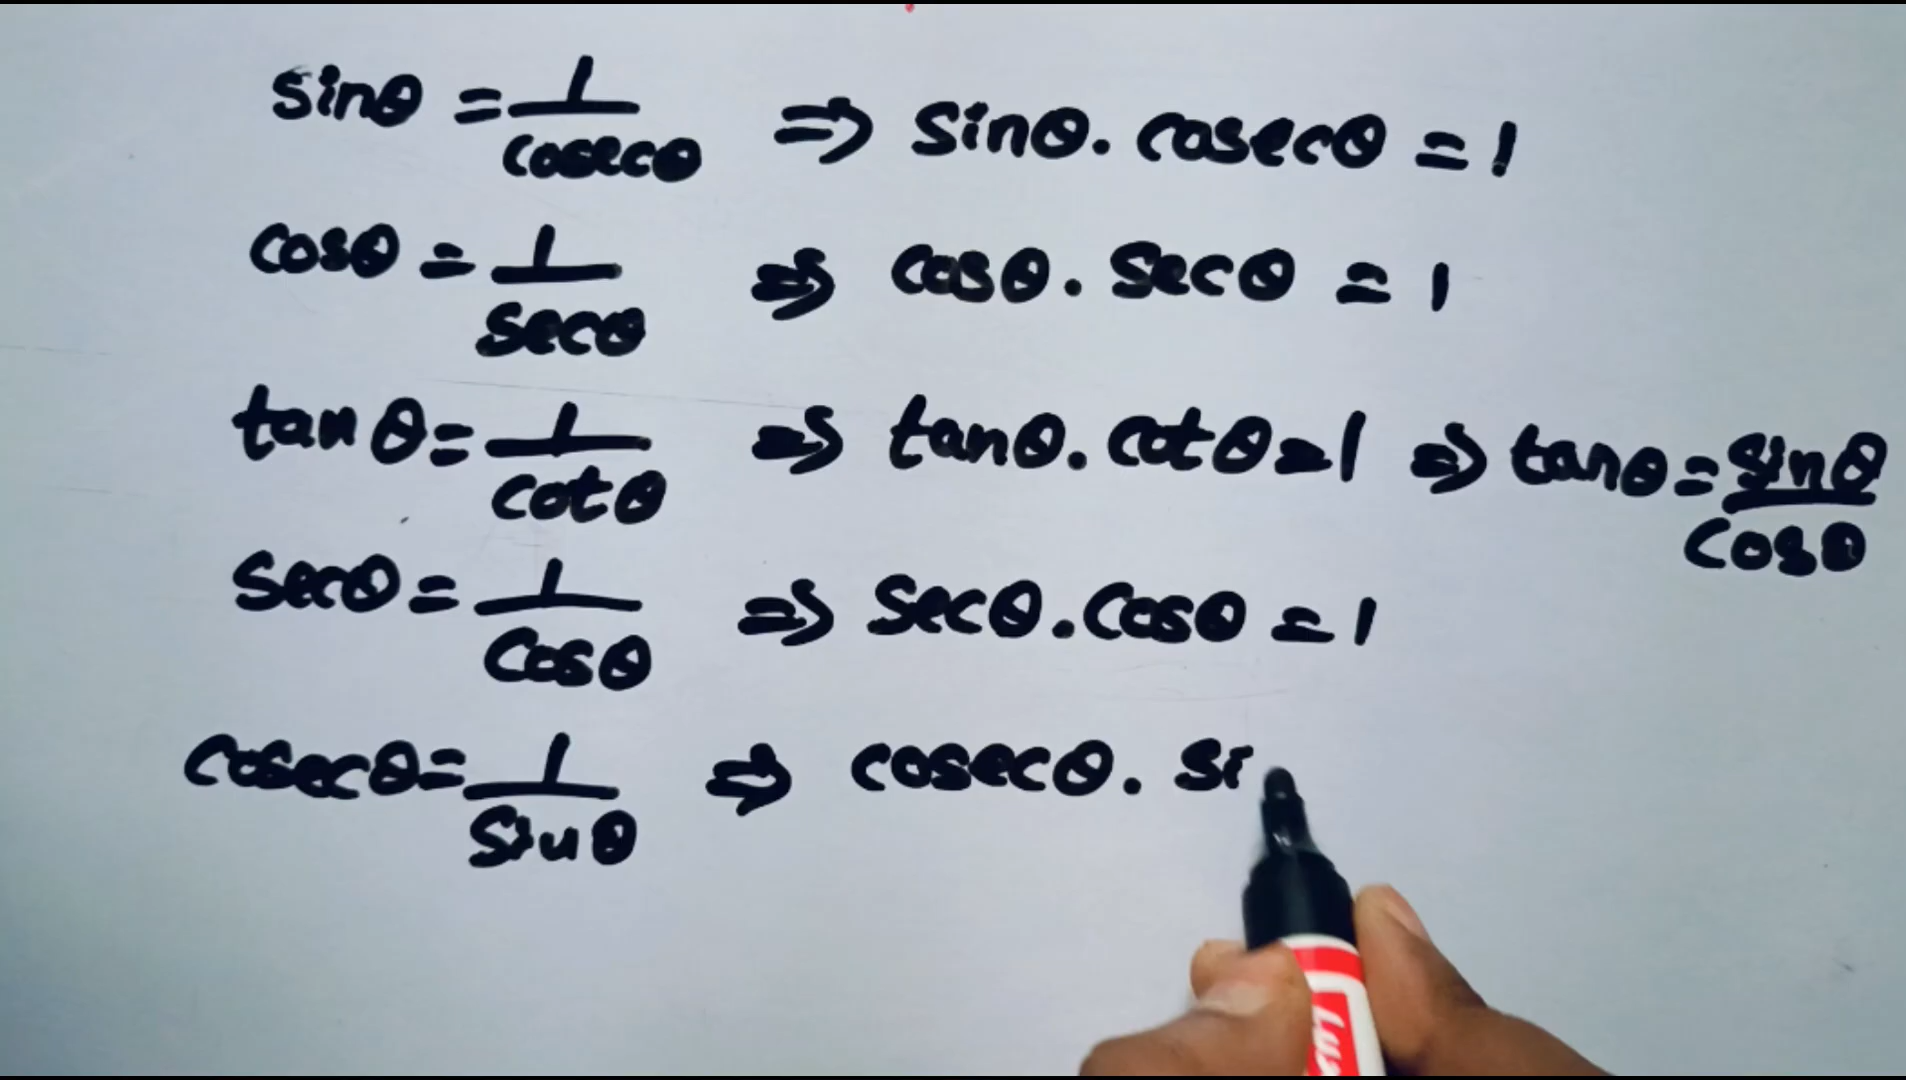 sinθ = 1/cosecθ ⇒ sinθ . cosecθ = 1
cosθ = 1/secθ ⇒ cosθ . secθ = 1
tanθ = 1/cotθ ⇒ tanθ . cotθ = 1 ⇒ tanθ = sinθ/cosθ
secθ = 1/cosθ ⇒ secθ . cosθ = 1
cosecθ = 1/sinθ ⇒ cosecθ . si